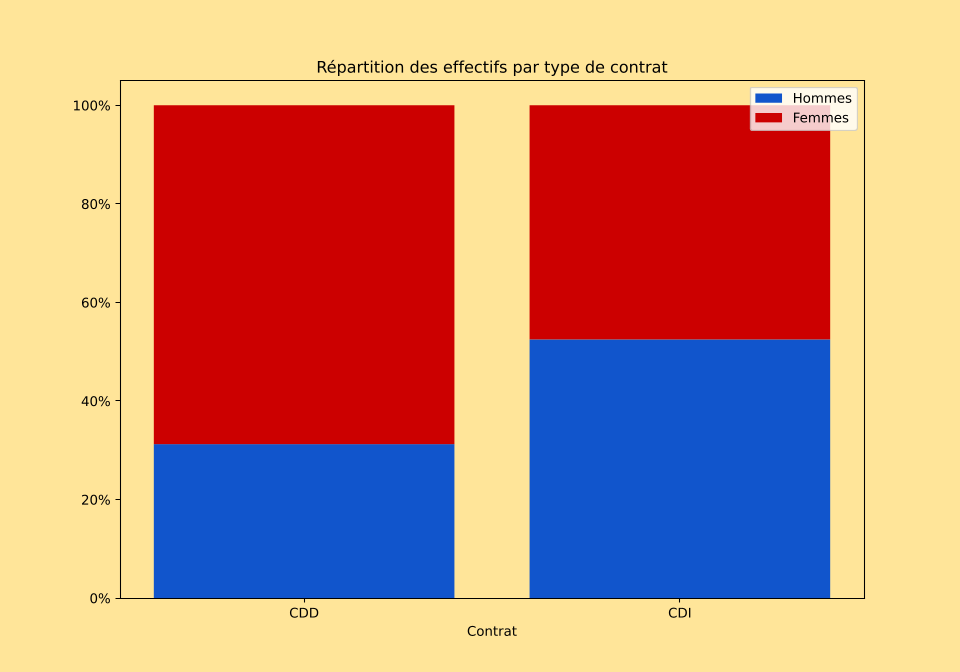 Répartition des effectifs par type de contrat
Hommes
Femmes
100%
80%
60%
40%
20%
0%
CDD
CDI
Contrat